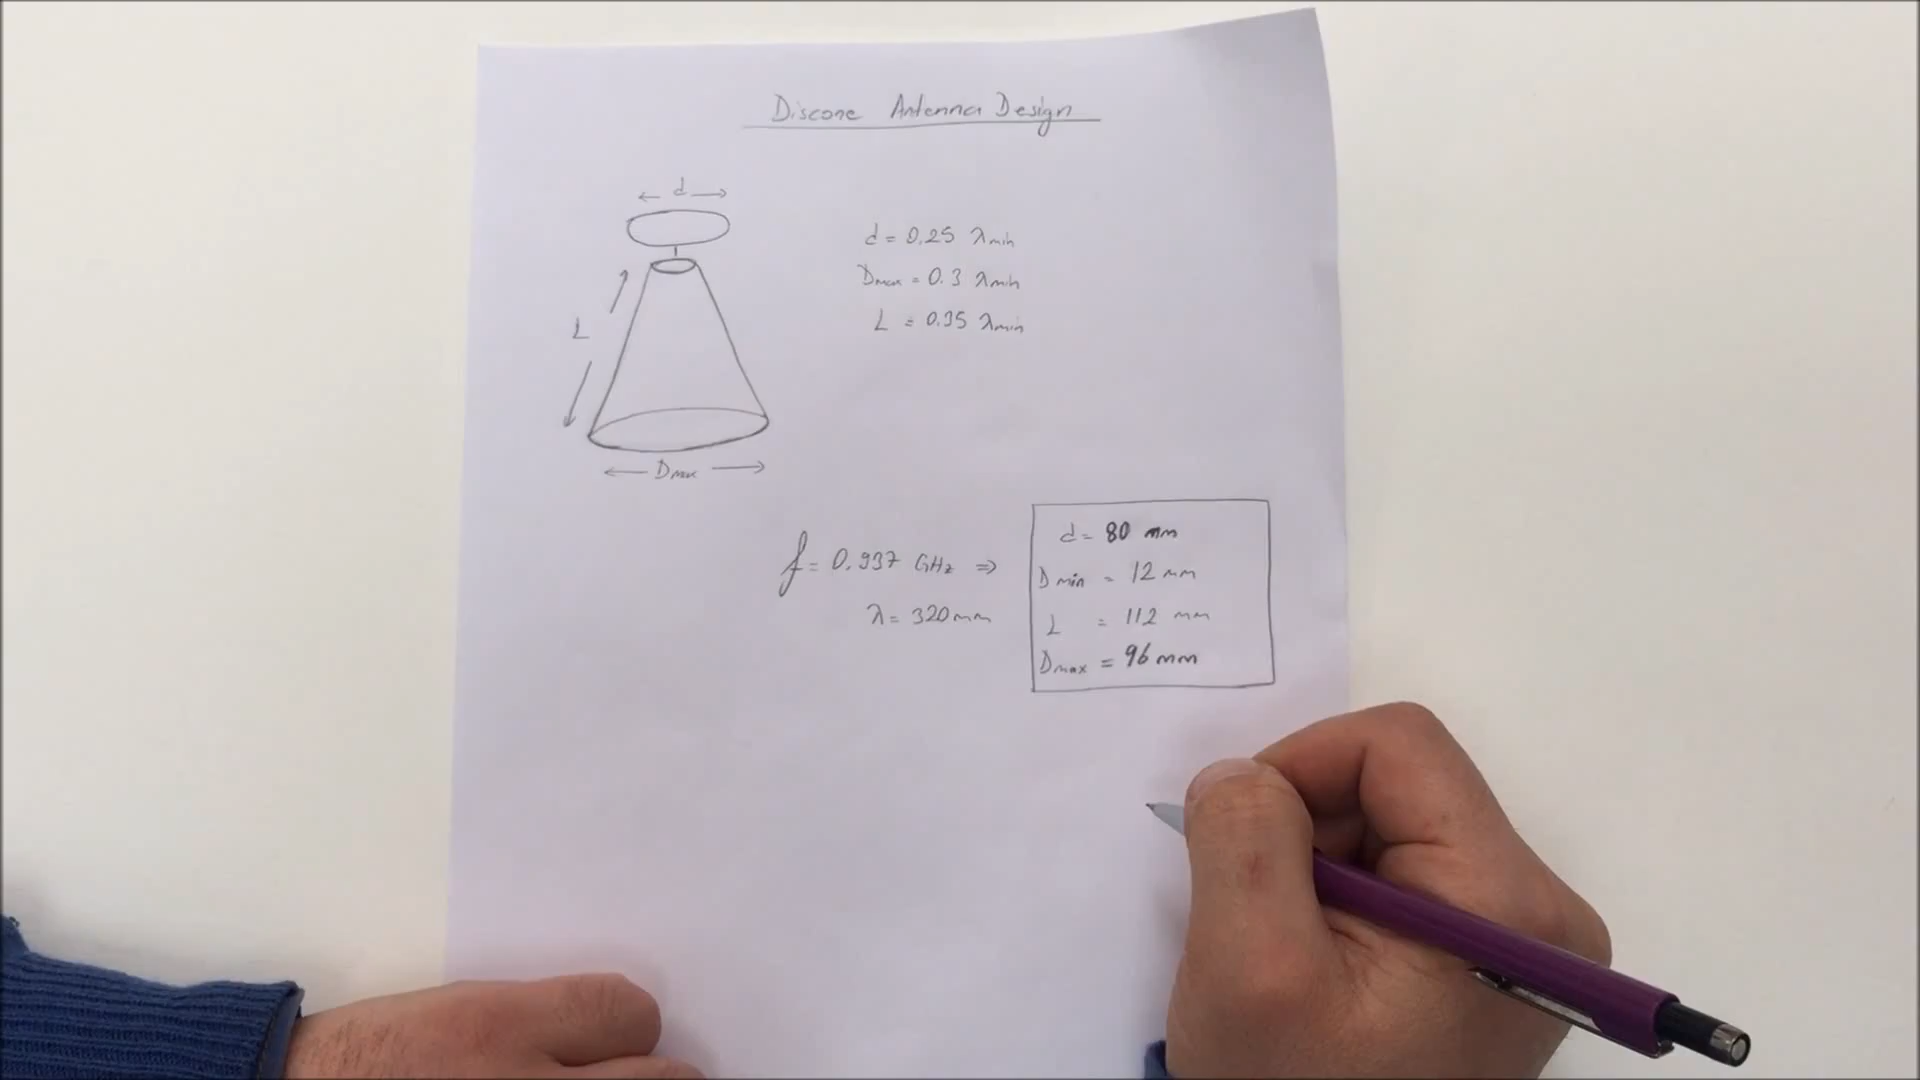 Discone Antenna Design
← d →
d = 0.25 λmin
Dmax = 0.3 λmin
L = 0.35 λmin
L
← Dmax →
f = 0.937 GHz ⇒
λ = 320 mm
d = 80 mm
Dmin = 12 mm
L = 112 mm
Dmax = 96 mm